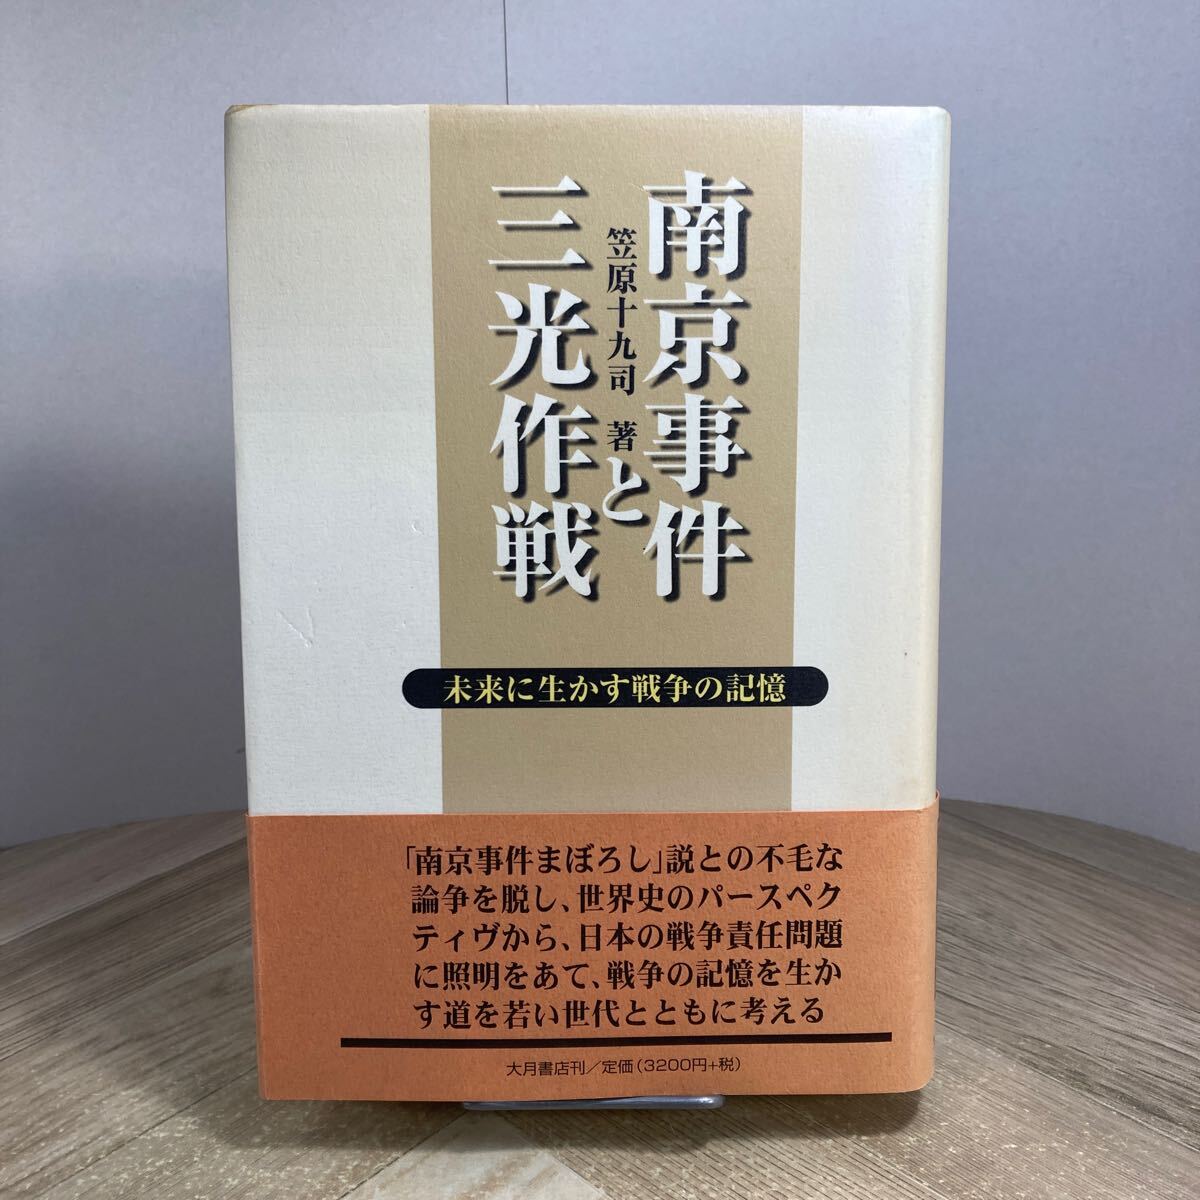 南京事件
と
三光作戦
笠原十九司 著
未来に生かす戦争の記憶
「南京事件まぼろし」説との不毛な
論争を脱し、世界史のパースペク
ティヴから、日本の戦争責任問題
に照明をあて、戦争の記憶を生か
す道を若い世代とともに考える
大月書店刊／定価（3200円+税）